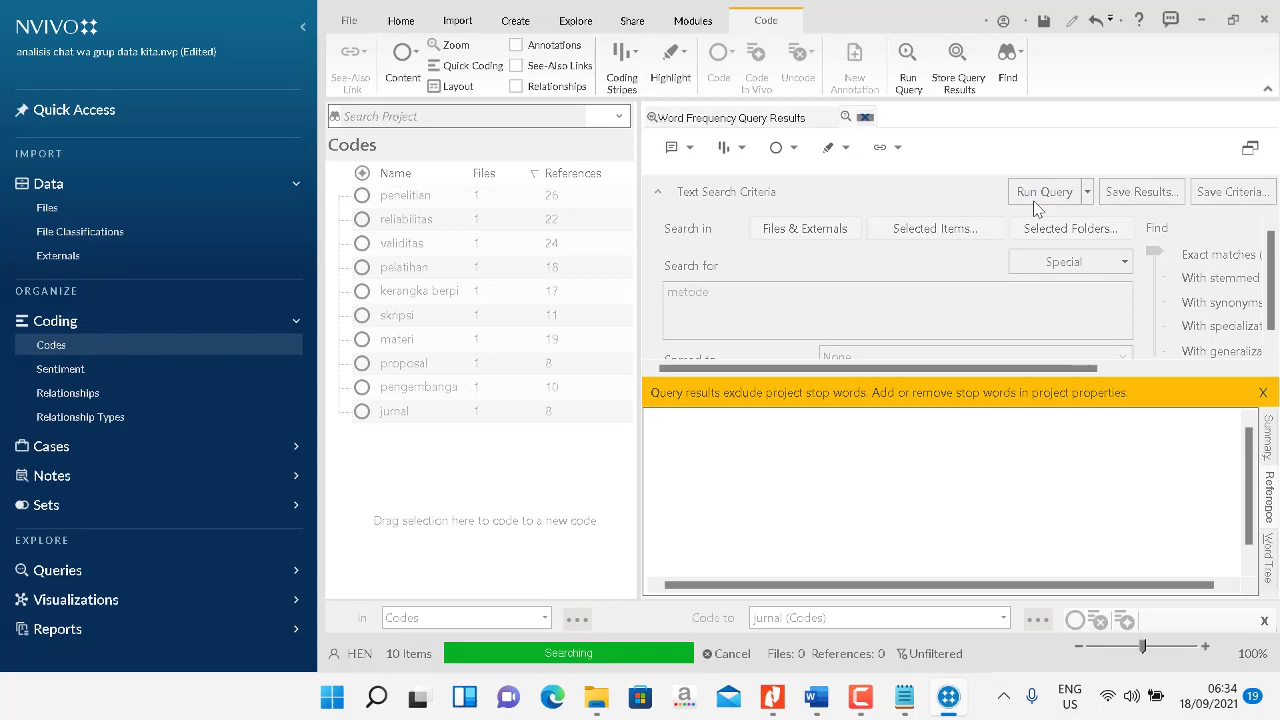 NVIVO
analisis chat wa grup data kita.nvp (Edited)
Quick Access
IMPORT
Data
Files
File Classifications
Externals
ORGANIZE
Coding
Codes
Sentiment
Relationships
Relationship Types
Cases
Notes
Sets
EXPLORE
Queries
Visualizations
Reports
File Home Import Create Explore Share Modules Code
See-Also Link
Content
Zoom
Quick Coding
Layout
Annotations
See-Also Links
Relationships
Coding Stripes
Highlight
Code
Code In Vivo
Uncode
New Annotation
Run Query
Store Query Results
Find
Search Project
Codes
Name Files References
penelitian 1 26
reliabilitas 1 22
validitas 1 24
pelatihan 1 18
kerangka berpi 1 17
skripsi 1 11
materi 1 19
proposal 1 8
pengembanga 1 10
jurnal 1 8
Drag selection here to code to a new code
Word Frequency Query Results
Text Search Criteria Run Query Save Results... Save Criteria...
Search in Files & Externals Selected Items... Selected Folders... Find
Search for Special
metode
Exact matches (
With stemmed
With synonyms
With specializat
With generaliza
Spread to None
Query results exclude project stop words. Add or remove stop words in project properties. X
Summary
Reference
Word Tree
In Codes Code to jurnal (Codes)
HEN 10 Items Searching Cancel Files: 0 References: 0 Unfiltered 100%
ENG
US
06:34
18/09/2021
19